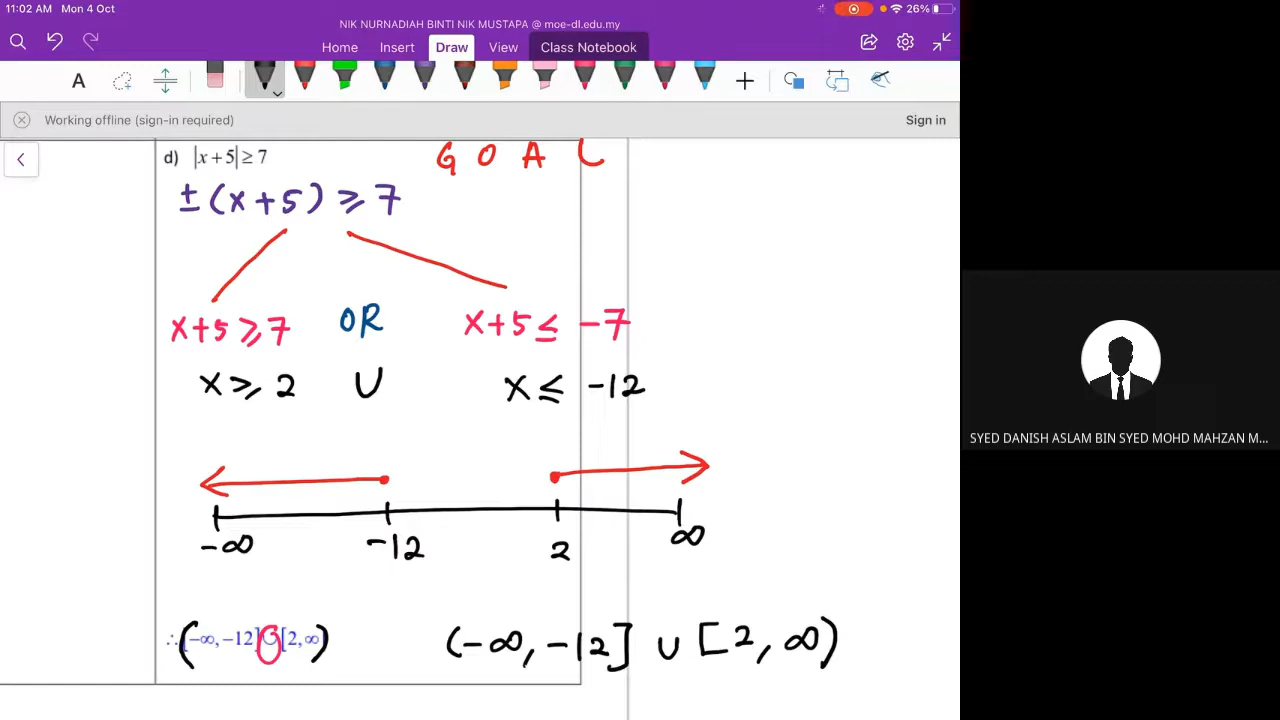 11:02 AM Mon 4 Oct
26%
NIK NURNADIAH BINTI NIK MUSTAPA @ moe-dl.edu.my
Home Insert Draw View Class Notebook
A
Working offline (sign-in required) Sign in
d) |x + 5| ≥ 7
G O A L
±(x+5) ≥ 7
x+5 ≥ 7 OR x+5 ≤ -7
x ≥ 2 U x ≤ -12
-∞ -12 2 ∞
∴ (-∞, -12] ∪ [2, ∞)
(-∞, -12] ∪ [2, ∞)
SYED DANISH ASLAM BIN SYED MOHD MAHZAN M...